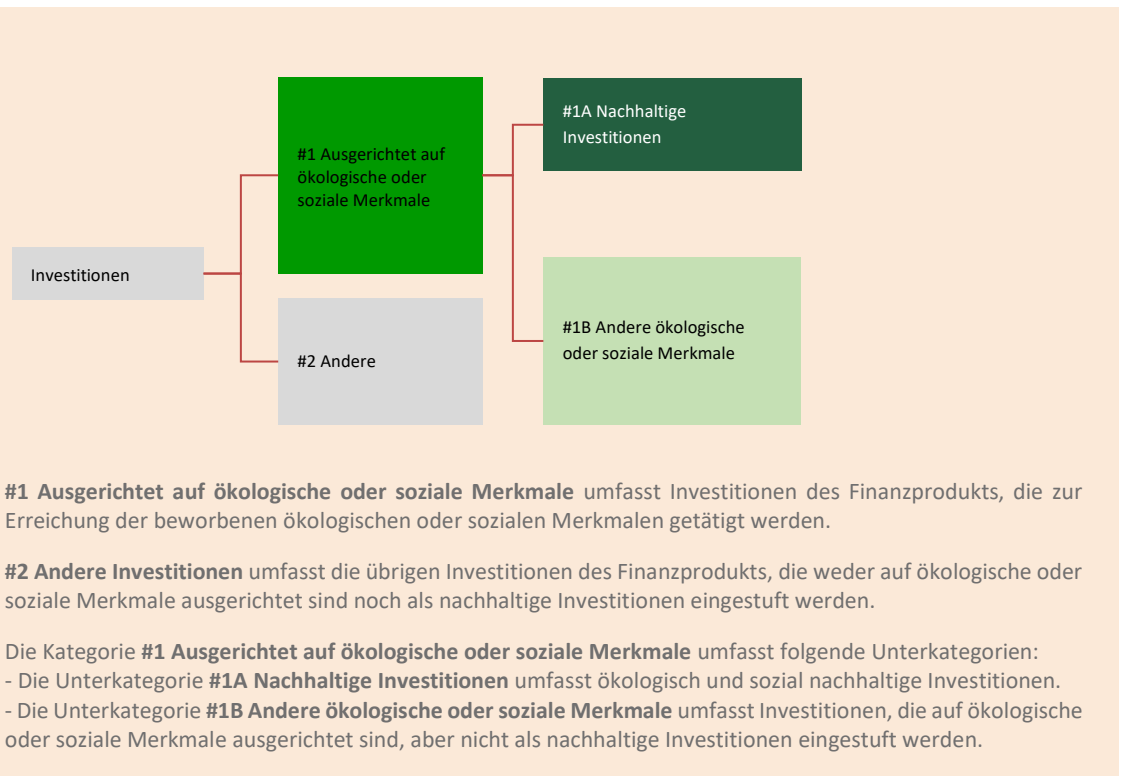 #1A Nachhaltige
Investitionen
#1 Ausgerichtet auf
ökologische oder
soziale Merkmale
Investitionen
#1B Andere ökologische
oder soziale Merkmale
#2 Andere
#1 Ausgerichtet auf ökologische oder soziale Merkmale umfasst Investitionen des Finanzprodukts, die zur
Erreichung der beworbenen ökologischen oder sozialen Merkmalen getätigt werden.
#2 Andere Investitionen umfasst die übrigen Investitionen des Finanzprodukts, die weder auf ökologische oder
soziale Merkmale ausgerichtet sind noch als nachhaltige Investitionen eingestuft werden.
Die Kategorie #1 Ausgerichtet auf ökologische oder soziale Merkmale umfasst folgende Unterkategorien:
- Die Unterkategorie #1A Nachhaltige Investitionen umfasst ökologisch und sozial nachhaltige Investitionen.
- Die Unterkategorie #1B Andere ökologische oder soziale Merkmale umfasst Investitionen, die auf ökologische
oder soziale Merkmale ausgerichtet sind, aber nicht als nachhaltige Investitionen eingestuft werden.